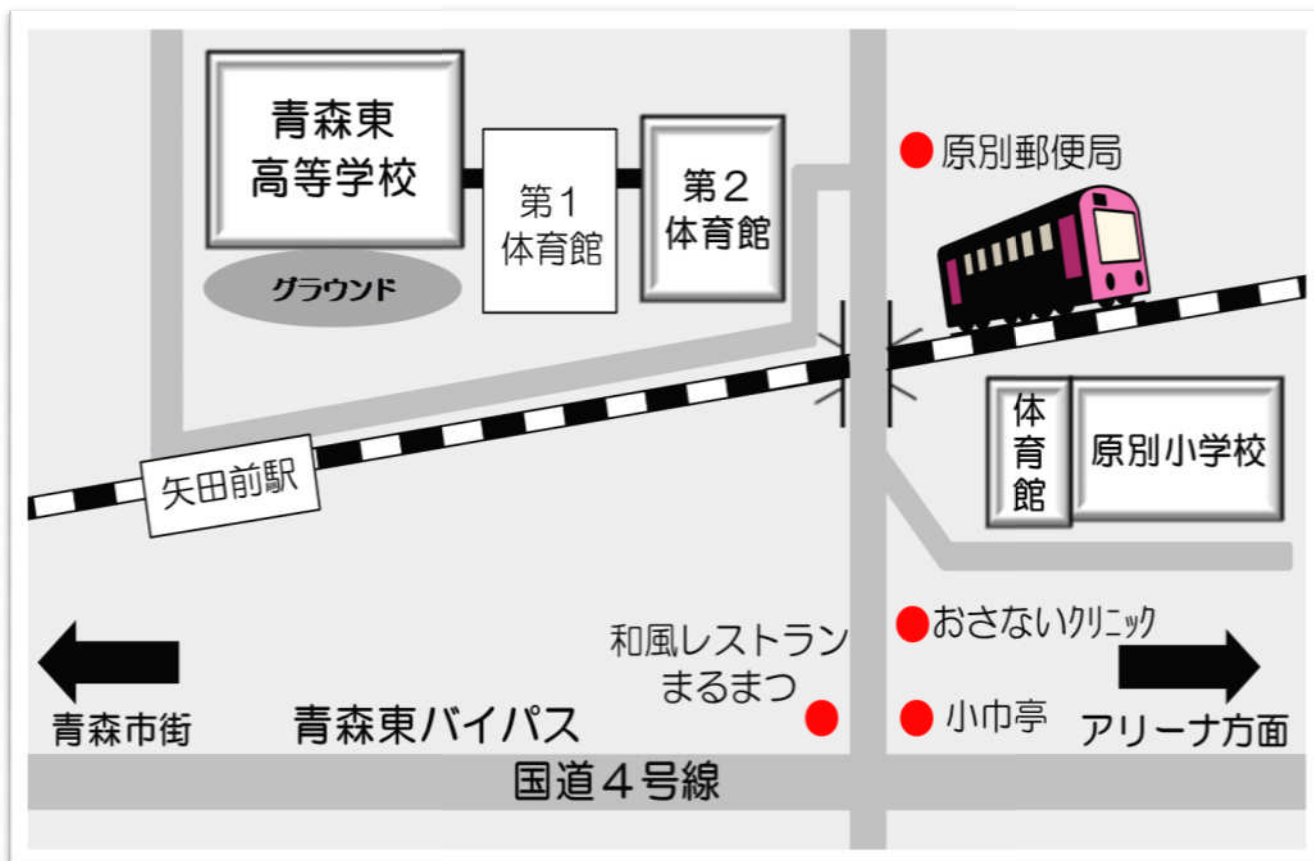 青森東
高等学校
第1
体育館
第2
体育館
原別郵便局
グラウンド
体育館
原別小学校
矢田前駅
和風レストラン
まるまつ
おさないクリニック
小巾亭
青森市街
青森東バイパス
アリーナ方面
国道4号線